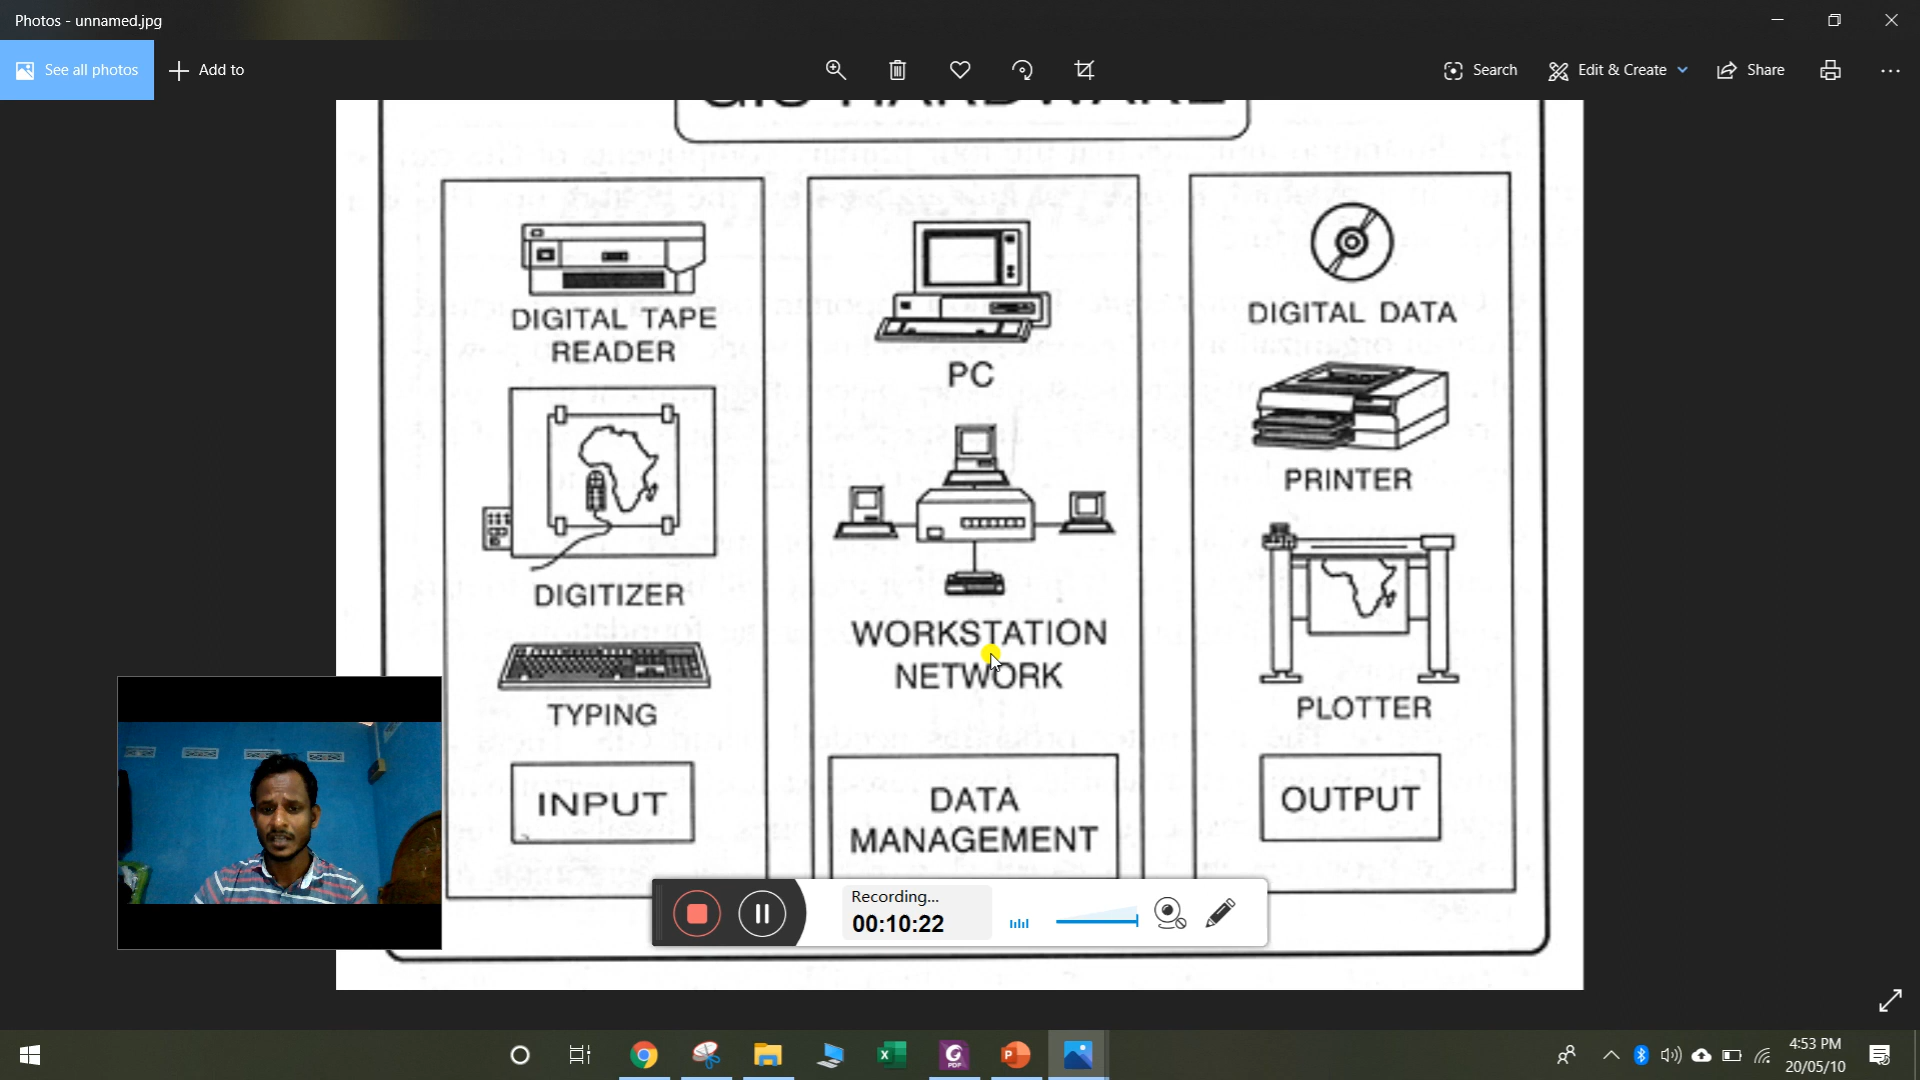 Photos - unnamed.jpg
See all photos
Add to
Search
Edit & Create
Share
GIS HARDWARE
DIGITAL TAPE
READER
DIGITIZER
TYPING
INPUT
PC
WORKSTATION
NETWORK
DATA
MANAGEMENT
DIGITAL DATA
PRINTER
PLOTTER
OUTPUT
Recording...
00:10:22
4:53 PM
20/05/10